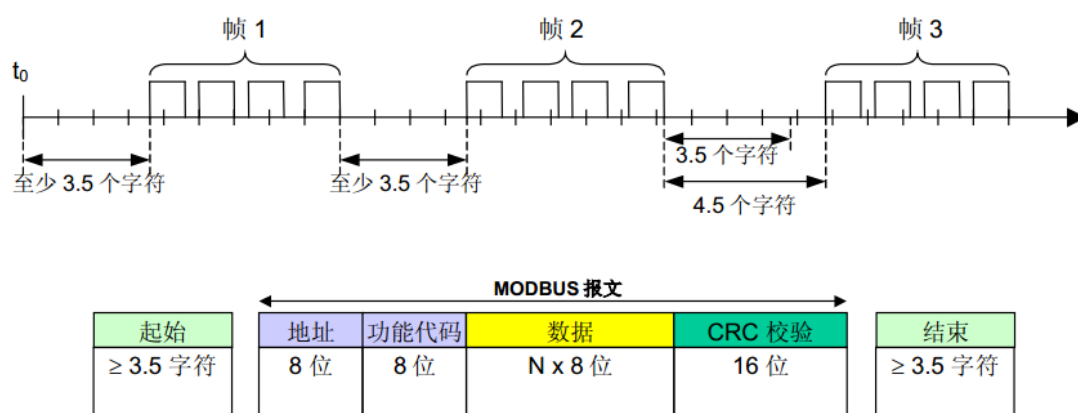 帧 1
帧 2
帧 3
t0
至少 3.5 个字符
至少 3.5 个字符
3.5 个字符
4.5 个字符
MODBUS 报文
起始
地址
功能代码
数据
CRC 校验
结束
≥ 3.5 字符
8 位
8 位
N x 8 位
16 位
≥ 3.5 字符